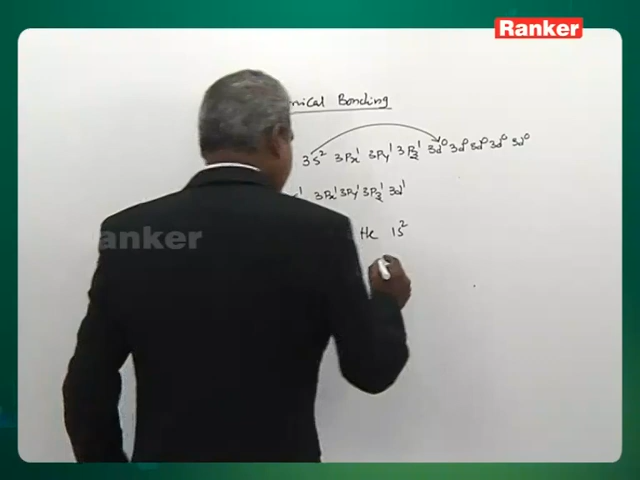 Ranker
nical Bonding
3s² 3Px¹ 3Py¹ 3Pz¹ 3d⁰ 3d⁰ 3d⁰ 3d⁰ 3d⁰
¹ 3Px¹ 3Py¹ 3Pz¹ 3d¹
He 1s²
anker